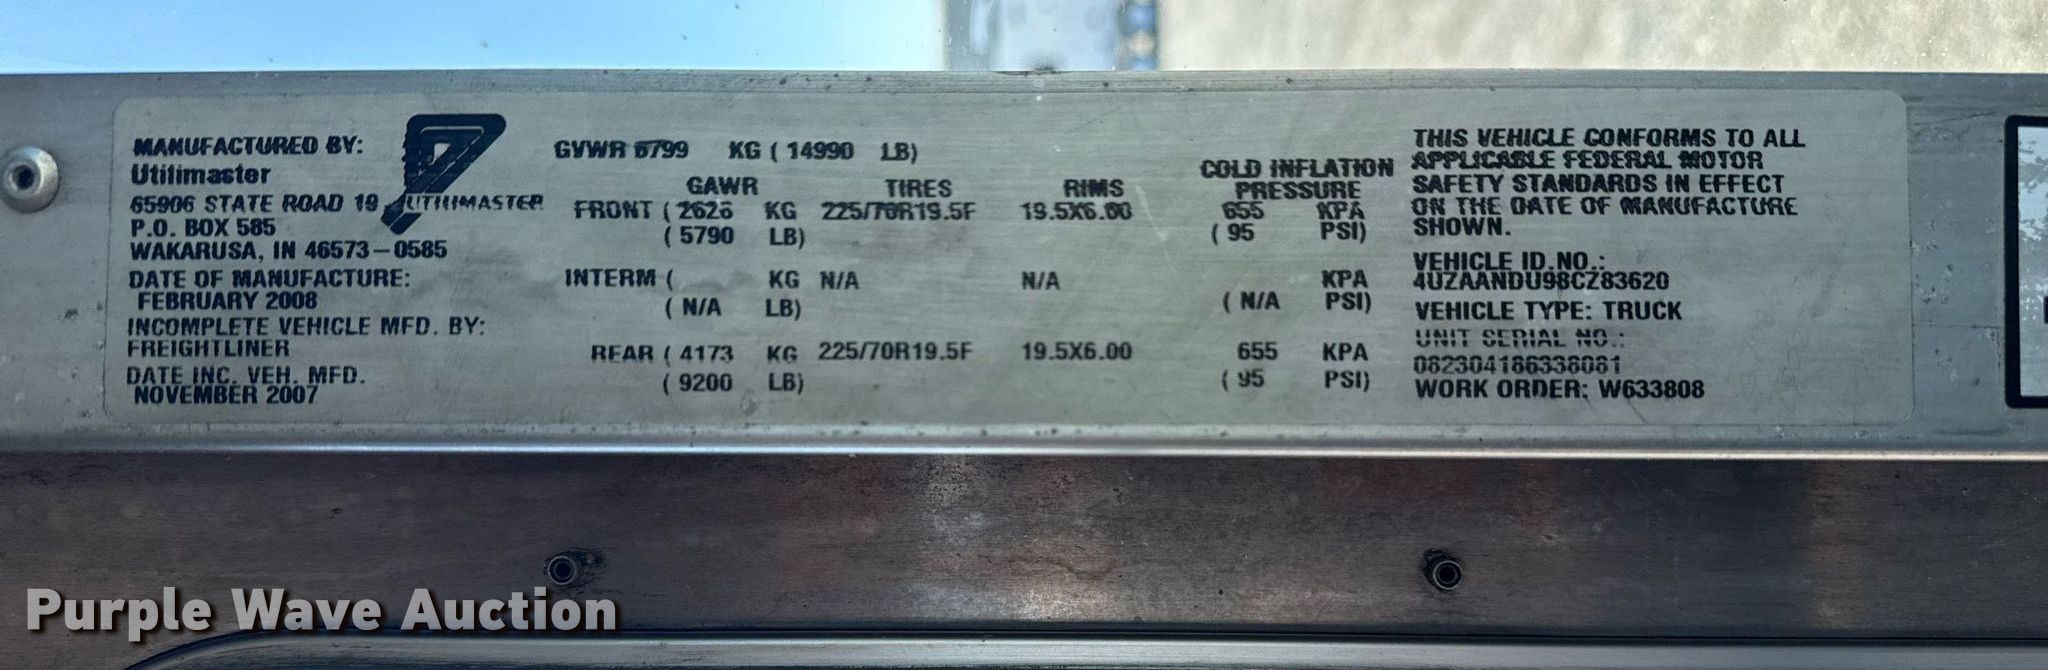 MANUFACTURED BY:
Utilimaster
65906 STATE ROAD 19
P.O. BOX 585
WAKARUSA, IN 46573-0585
DATE OF MANUFACTURE:
FEBRUARY 2008
INCOMPLETE VEHICLE MFD. BY:
FREIGHTLINER
DATE INC. VEH. MFD.
NOVEMBER 2007
UTILIMASTER
GVWR 6799 KG ( 14990 LB)
GAWR TIRES RIMS COLD INFLATION PRESSURE
FRONT ( 2626 KG 225/70R19.5F 19.5X6.00 655 KPA
( 5790 LB) ( 95 PSI)
INTERM ( KG N/A N/A KPA
( N/A LB) ( N/A PSI)
REAR ( 4173 KG 225/70R19.5F 19.5X6.00 655 KPA
( 9200 LB) ( 95 PSI)
THIS VEHICLE CONFORMS TO ALL
APPLICABLE FEDERAL MOTOR
SAFETY STANDARDS IN EFFECT
ON THE DATE OF MANUFACTURE
SHOWN.
VEHICLE ID.NO.:
4UZAANDU98CZ83620
VEHICLE TYPE: TRUCK
UNIT SERIAL NO.:
082304186338081
WORK ORDER: W633808
Purple Wave Auction